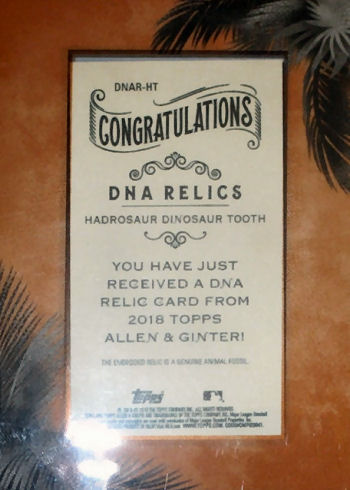 DNAR-HT
CONGRATULATIONS
DNA RELICS
HADROSAUR DINOSAUR TOOTH
YOU HAVE JUST
RECEIVED A DNA
RELIC CARD FROM
2018 TOPPS
ALLEN & GINTER!
THE EMBEDDED RELIC IS A GENUINE ANIMAL FOSSIL.
Topps